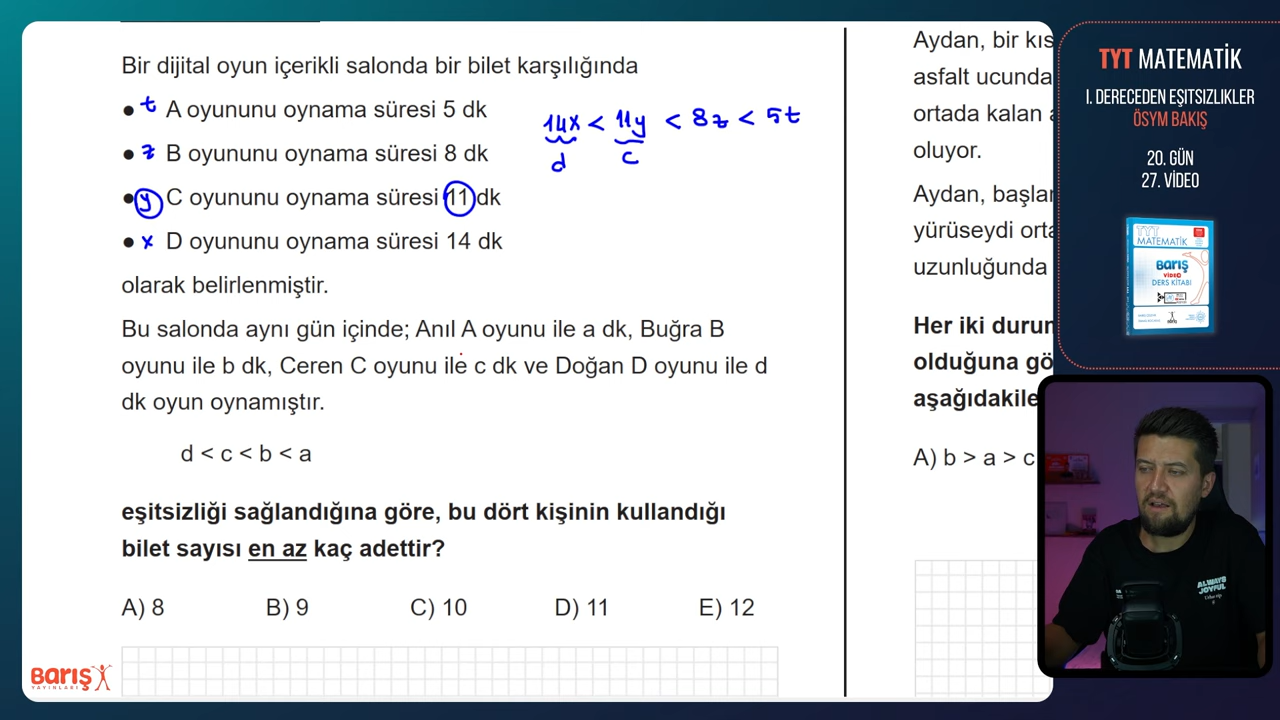 Bir dijital oyun içerikli salonda bir bilet karşılığında
● t A oyununu oynama süresi 5 dk
● z B oyununu oynama süresi 8 dk
● y C oyununu oynama süresi 11 dk
● x D oyununu oynama süresi 14 dk
14x < 11y < 8z < 5t
d c
olarak belirlenmiştir.
Bu salonda aynı gün içinde; Anıl A oyunu ile a dk, Buğra B
oyunu ile b dk, Ceren C oyunu ile c dk ve Doğan D oyunu ile d
dk oyun oynamıştır.
d < c < b < a
eşitsizliği sağlandığına göre, bu dört kişinin kullandığı
bilet sayısı en az kaç adettir?
A) 8 B) 9 C) 10 D) 11 E) 12
BARIŞ
YAYINLARI
Aydan, bir kıs
asfalt ucunda
ortada kalan
oluyor.
Aydan, başlar
yürüseydi orta
uzunluğunda
Her iki durun
olduğuna gö
aşağıdakile
A) b > a > c
TYT MATEMATİK
I. DERECEDEN EŞİTSİZLİKLER
ÖSYM BAKIŞ
20. GÜN
27. VİDEO
TYT
MATEMATİK
BARIŞ
VİDEO
DERS KİTABI
ALWAYS
JOYFUL